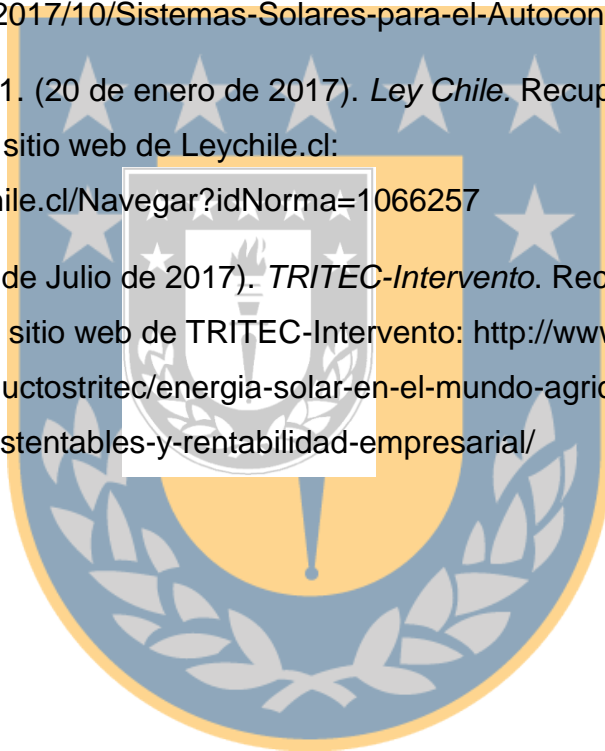 2017/10/Sistemas-Solares-para-el-Autocon
1. (20 de enero de 2017). Ley Chile. Recup
sitio web de Leychile.cl:
ile.cl/Navegar?idNorma=1066257
de Julio de 2017). TRITEC-Intervento. Rec
sitio web de TRITEC-Intervento: http://www
uctostritec/energia-solar-en-el-mundo-agric
stentables-y-rentabilidad-empresarial/